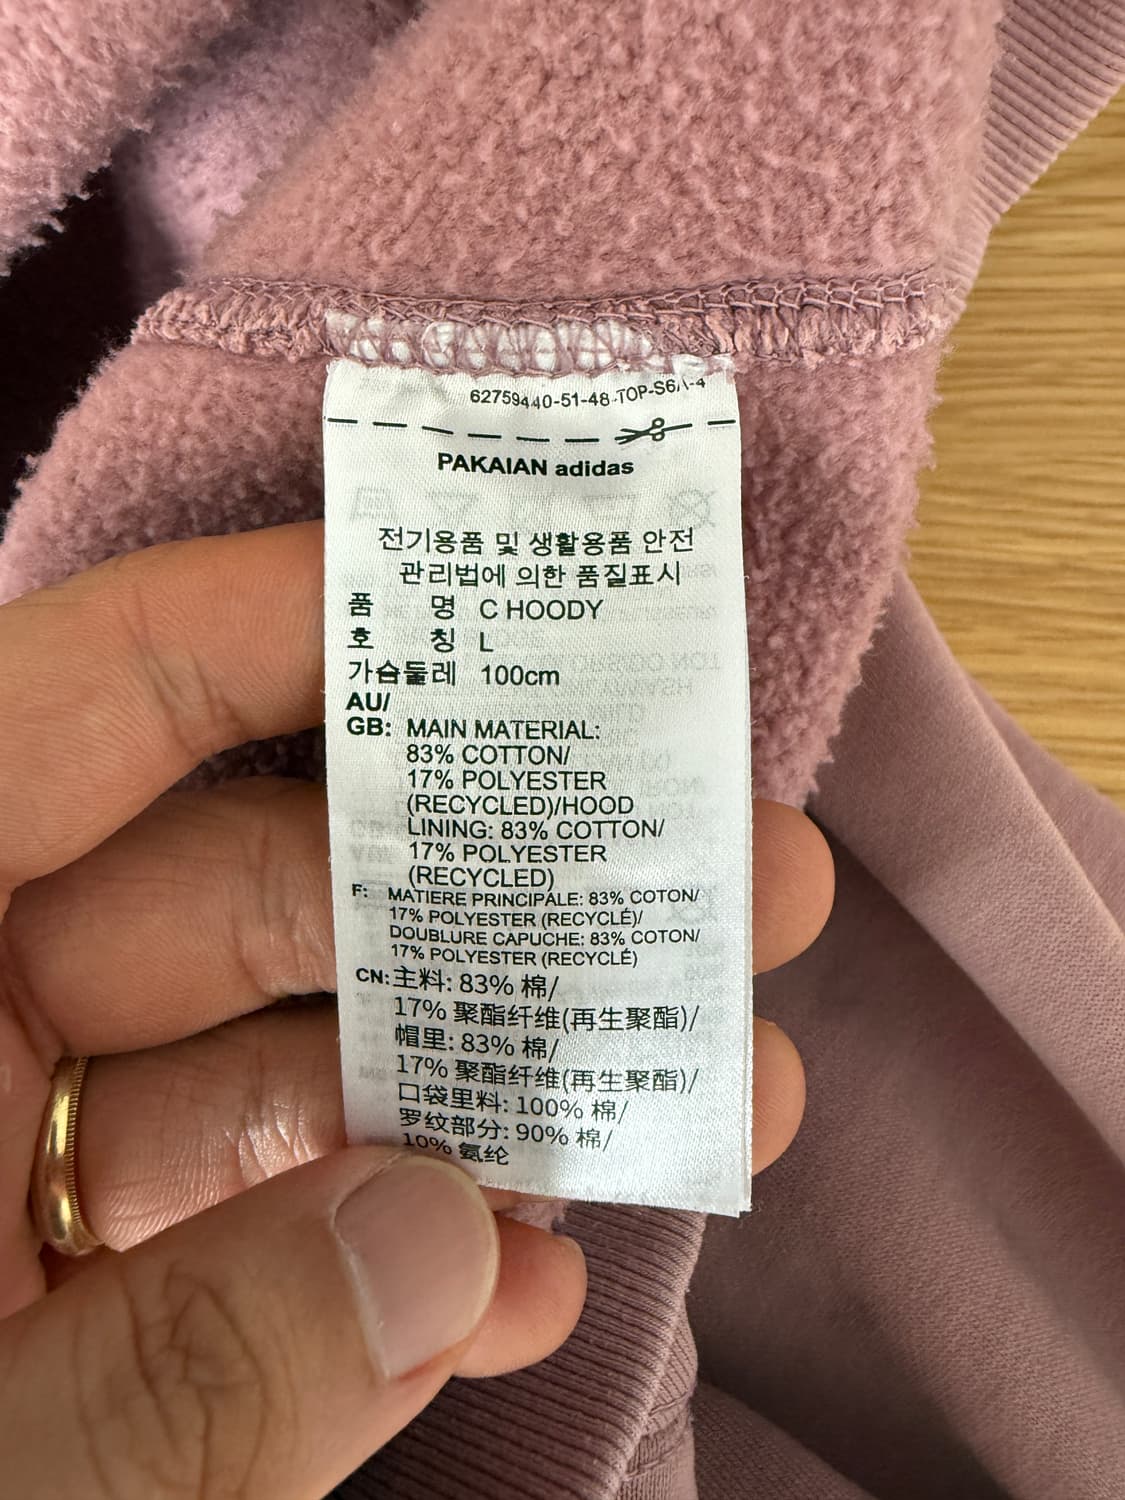 62759440-51-48-TOP-S6A-4
PAKAIAN adidas
전기용품 및 생활용품 안전
관리법에 의한 품질표시
품 명 C HOODY
호 칭 L
가슴둘레 100cm
AU/
GB: MAIN MATERIAL:
83% COTTON/
17% POLYESTER
(RECYCLED)/HOOD
LINING: 83% COTTON/
17% POLYESTER
(RECYCLED)
F: MATIERE PRINCIPALE: 83% COTON/
17% POLYESTER (RECYCLÉ)/
DOUBLURE CAPUCHE: 83% COTON/
17% POLYESTER (RECYCLÉ)
CN: 主料: 83% 棉/
17% 聚酯纤维(再生聚酯)/
帽里: 83% 棉/
17% 聚酯纤维(再生聚酯)/
口袋里料: 100% 棉/
罗纹部分: 90% 棉/
10% 氨纶